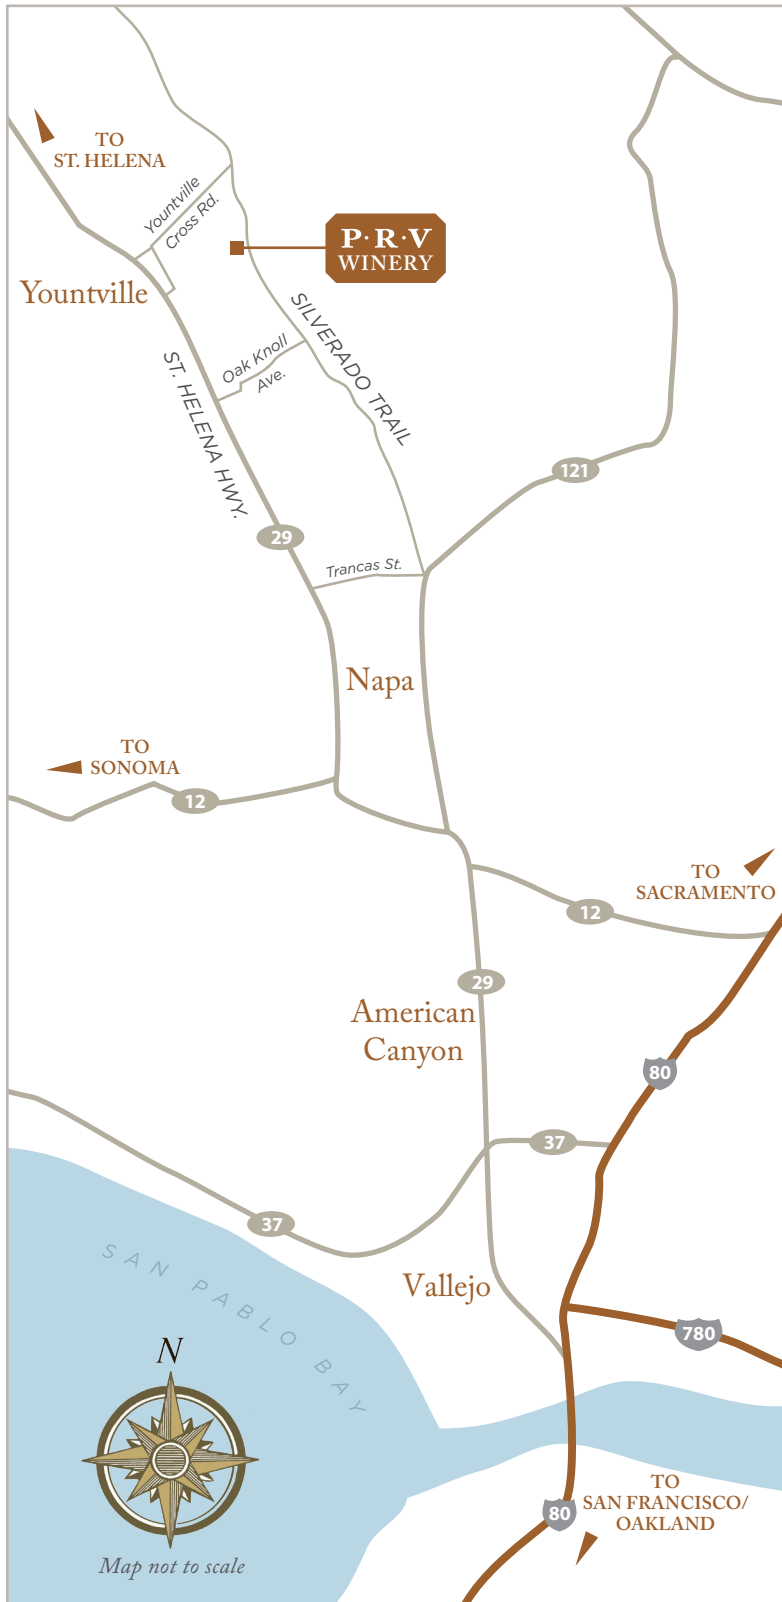 TO
ST. HELENA
Yountville
Cross Rd.
P·R·V
WINERY
Yountville
SILVERADO TRAIL
Oak Knoll
Ave.
ST. HELENA HWY.
121
29
Trancas St.
Napa
TO
SONOMA
12
TO
SACRAMENTO
12
29
American
Canyon
80
37
37
SAN PABLO BAY
Vallejo
780
N
TO
SAN FRANCISCO/
OAKLAND
80
Map not to scale